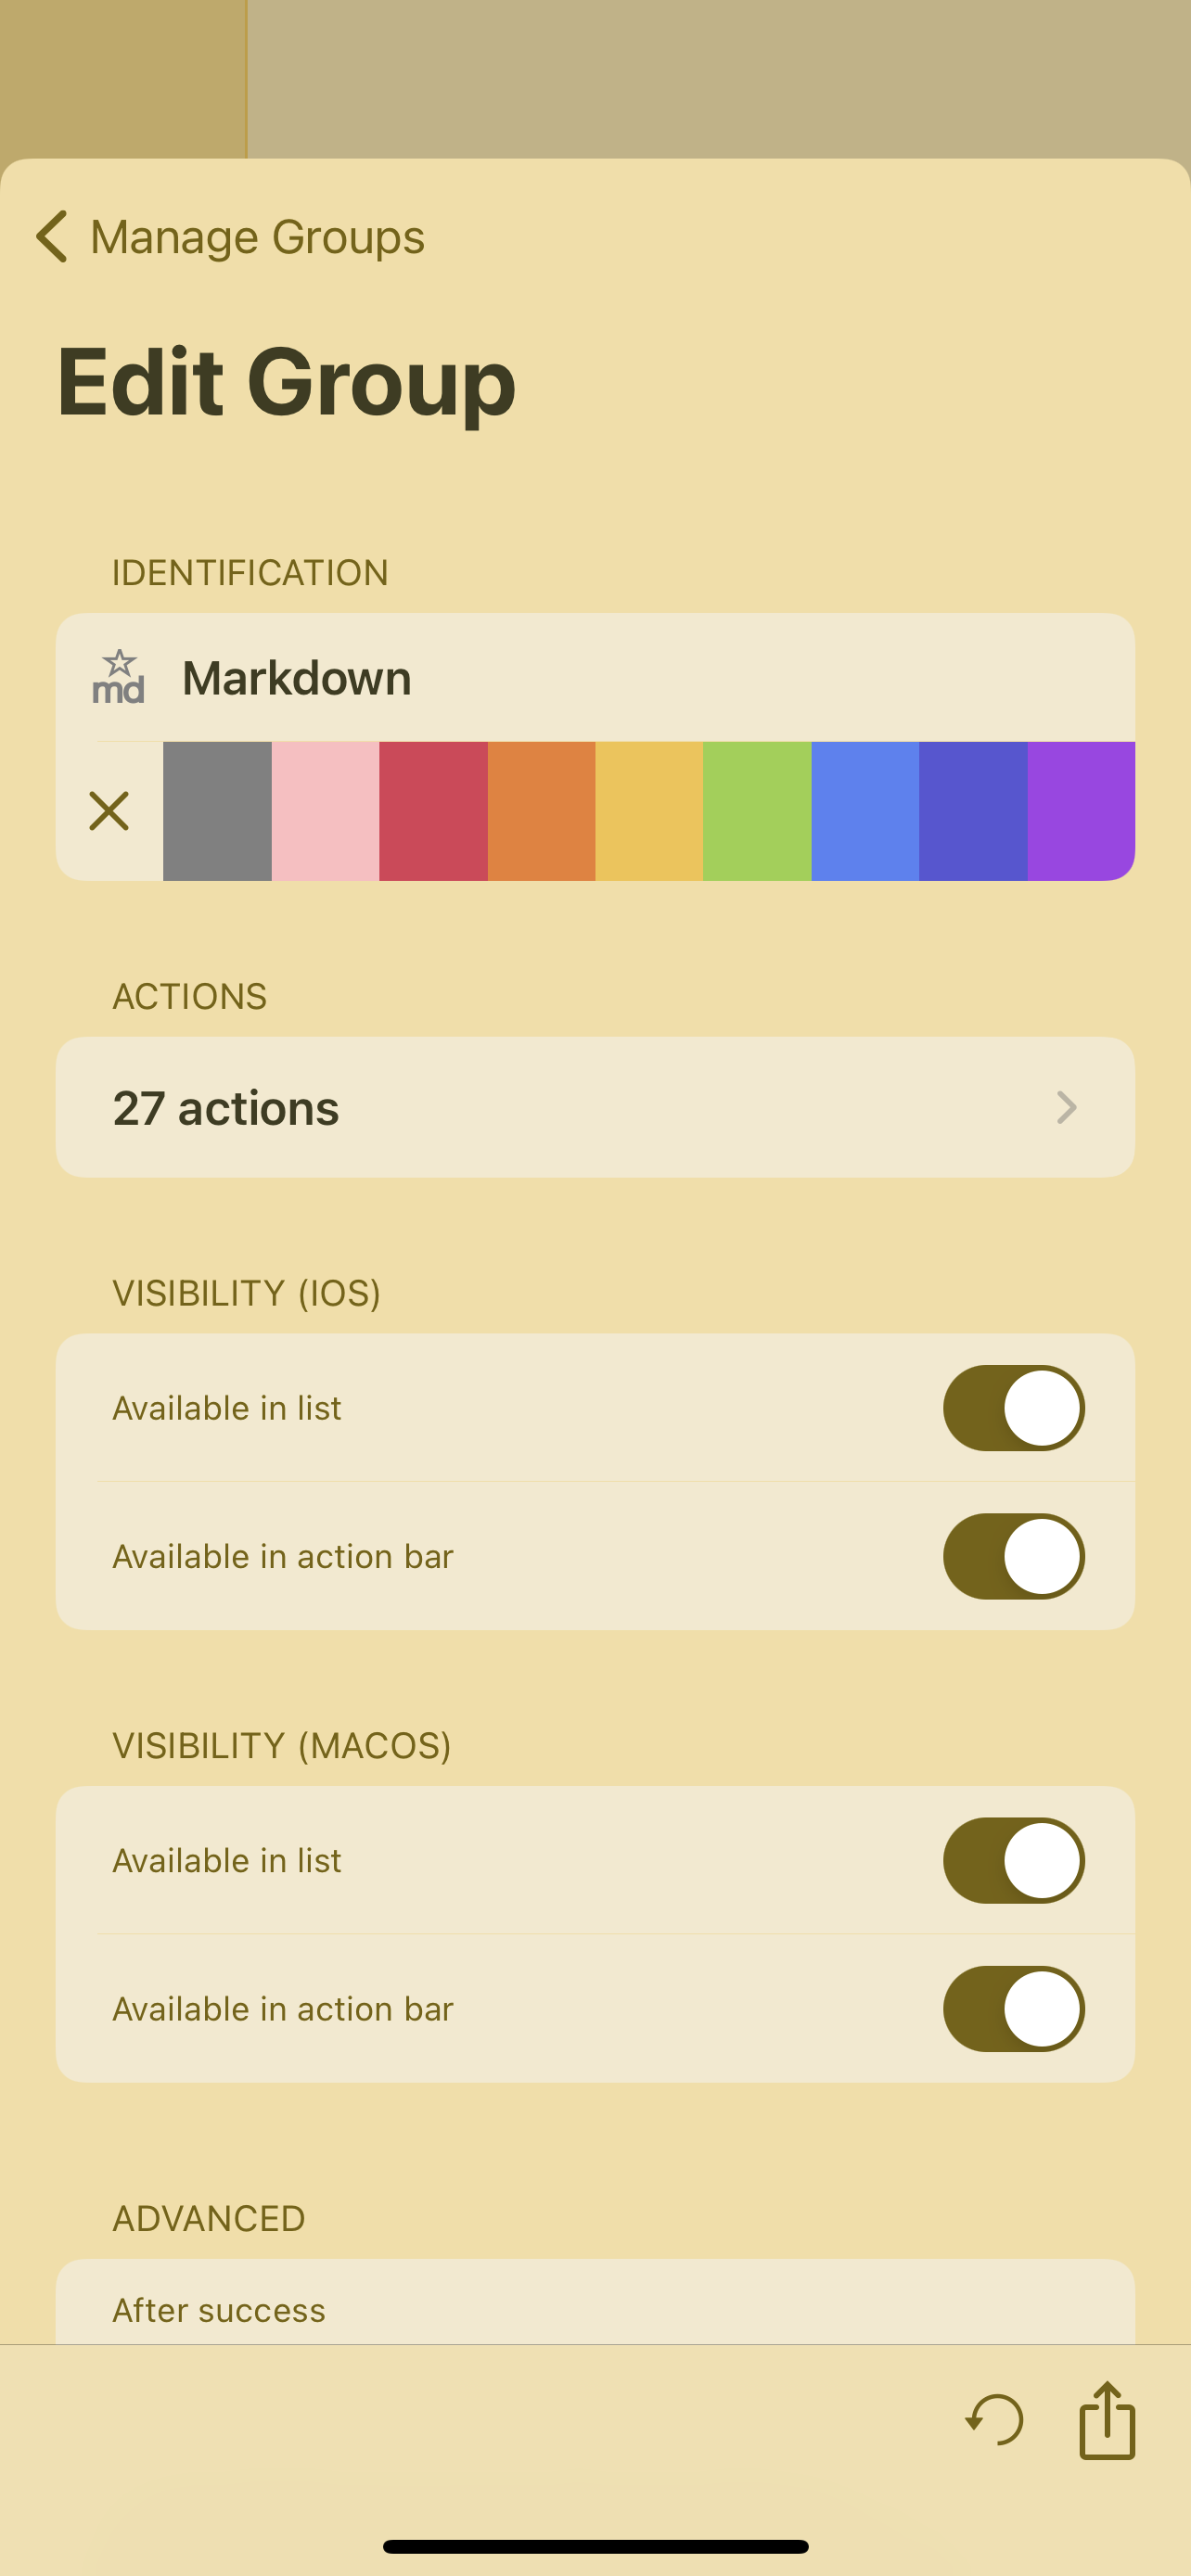 Manage Groups
Edit Group
IDENTIFICATION
md
Markdown
ACTIONS
27 actions
VISIBILITY (IOS)
Available in list
Available in action bar
VISIBILITY (MACOS)
Available in list
Available in action bar
ADVANCED
After success